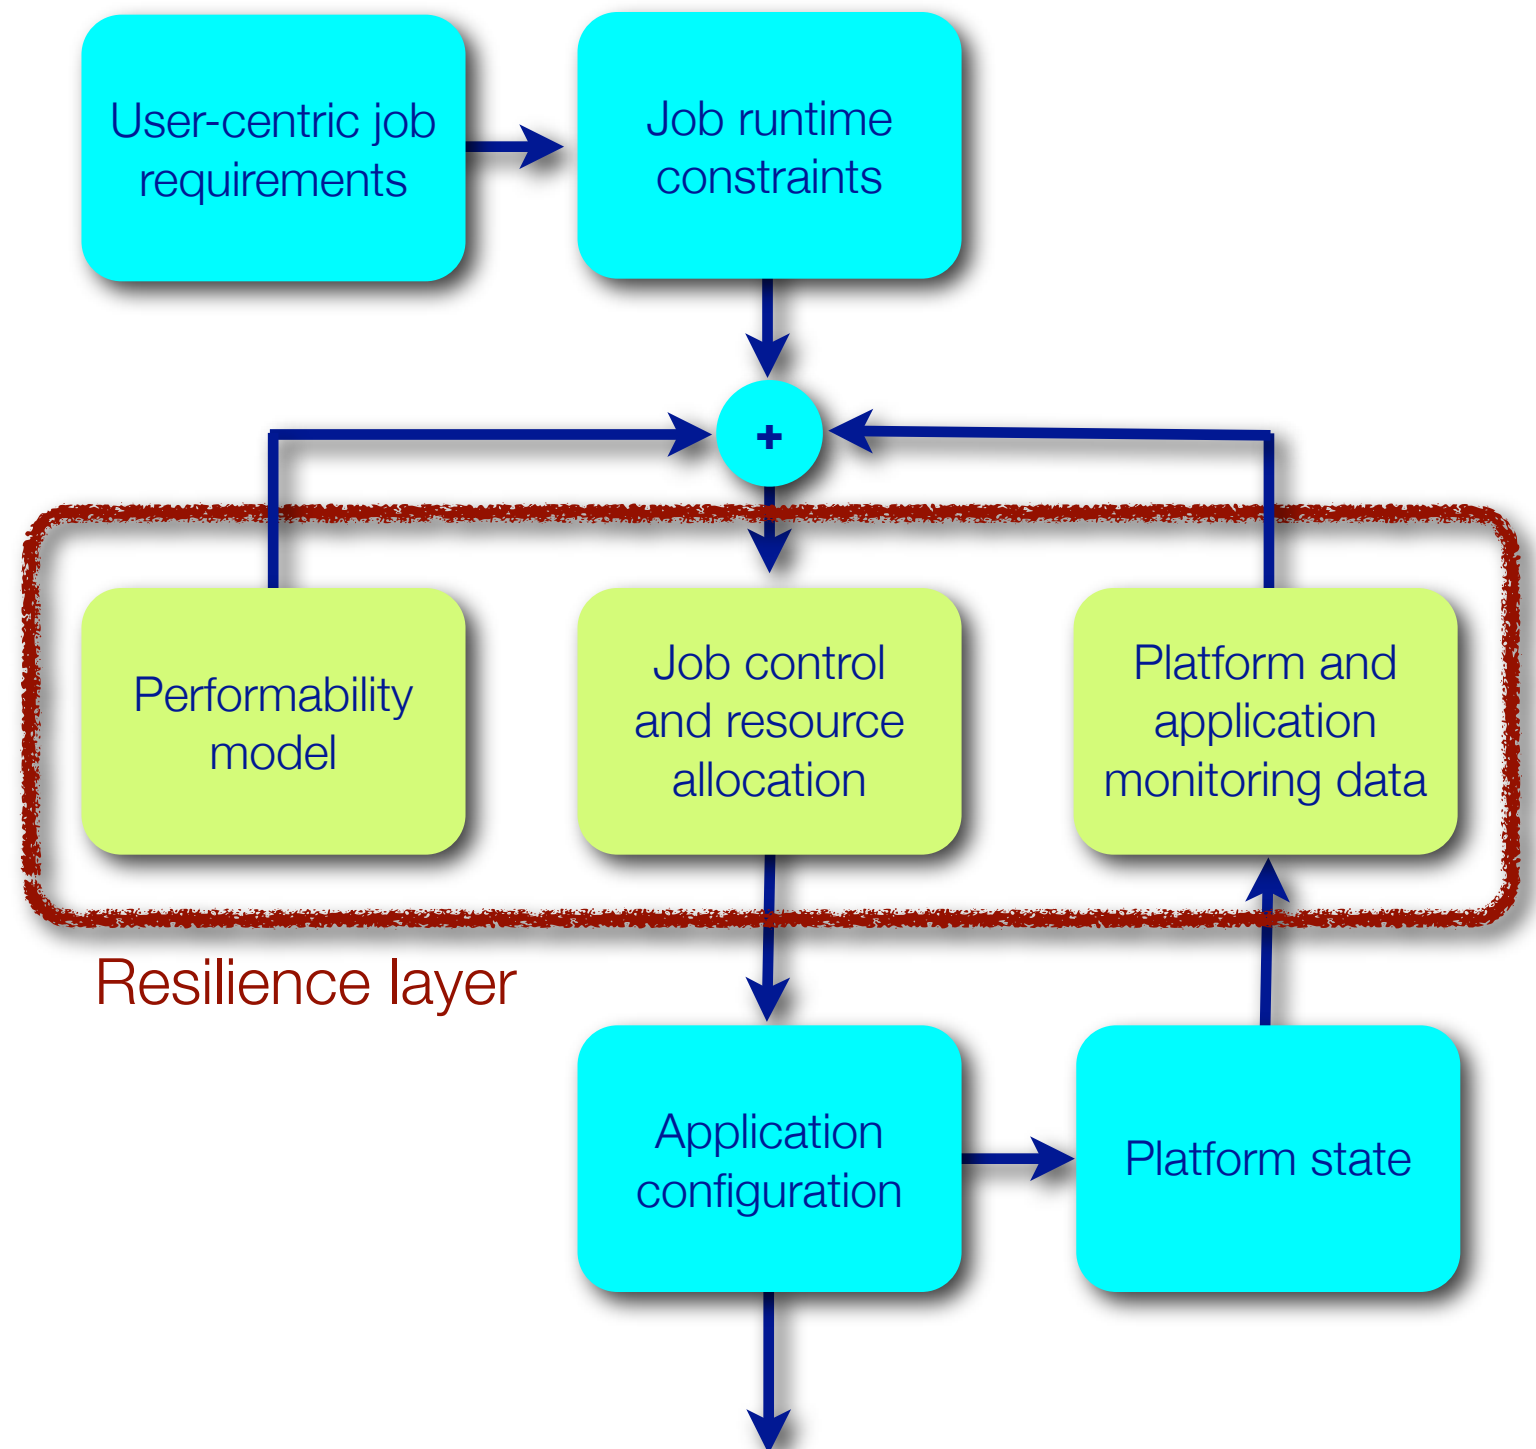 User-centric job
requirements
Job runtime
constraints
+
Performability
model
Job control
and resource
allocation
Platform and
application
monitoring data
Resilience layer
Application
configuration
Platform state